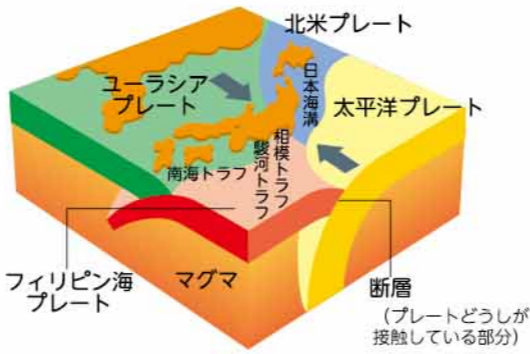 北米プレート
ユーラシア
プレート
日本海溝
太平洋プレート
相模トラフ
駿河トラフ
南海トラフ
フィリピン海
プレート
マグマ
断層
(プレートどうしが
接触している部分)